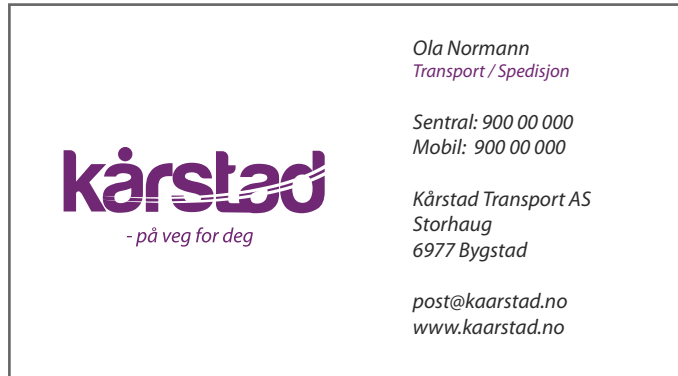 kårstad
- på veg for deg
Ola Normann
Transport / Spedisjon
Sentral: 900 00 000
Mobil: 900 00 000
Kårstad Transport AS
Storhaug
6977 Bygstad
post@kaarstad.no
www.kaarstad.no